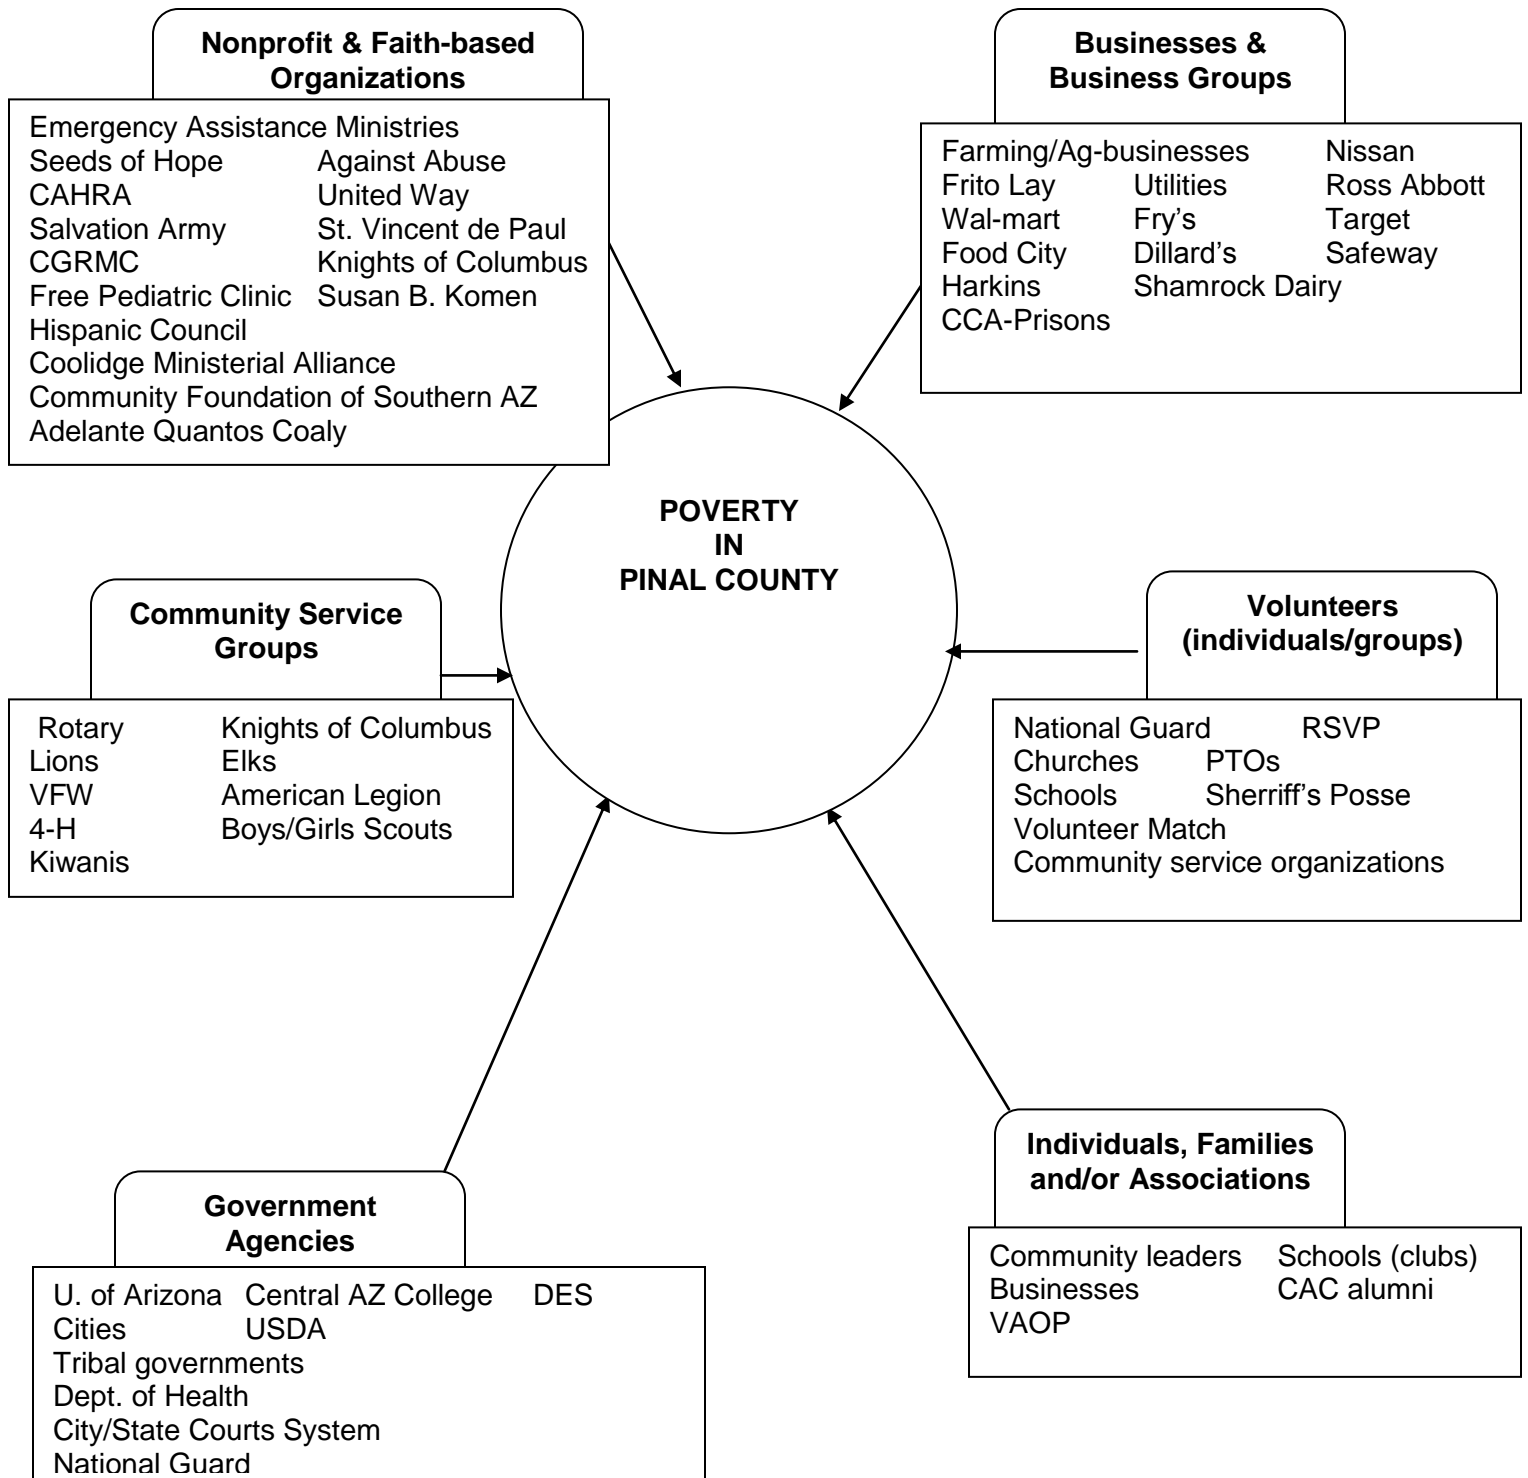 Nonprofit & Faith-based
Organizations
Emergency Assistance Ministries
Seeds of Hope Against Abuse
CAHRA United Way
Salvation Army St. Vincent de Paul
CGRMC Knights of Columbus
Free Pediatric Clinic Susan B. Komen
Hispanic Council
Coolidge Ministerial Alliance
Community Foundation of Southern AZ
Adelante Quantos Coaly
Businesses &
Business Groups
Farming/Ag-businesses Nissan
Frito Lay Utilities Ross Abbott
Wal-mart Fry's Target
Food City Dillard's Safeway
Harkins Shamrock Dairy
CCA-Prisons
POVERTY
IN
PINAL COUNTY
Community Service
Groups
Rotary Knights of Columbus
Lions Elks
VFW American Legion
4-H Boys/Girls Scouts
Kiwanis
Volunteers
(individuals/groups)
National Guard RSVP
Churches PTOs
Schools Sherriff's Posse
Volunteer Match
Community service organizations
Government
Agencies
U. of Arizona Central AZ College DES
Cities USDA
Tribal governments
Dept. of Health
City/State Courts System
National Guard
Individuals, Families
and/or Associations
Community leaders Schools (clubs)
Businesses CAC alumni
VAOP